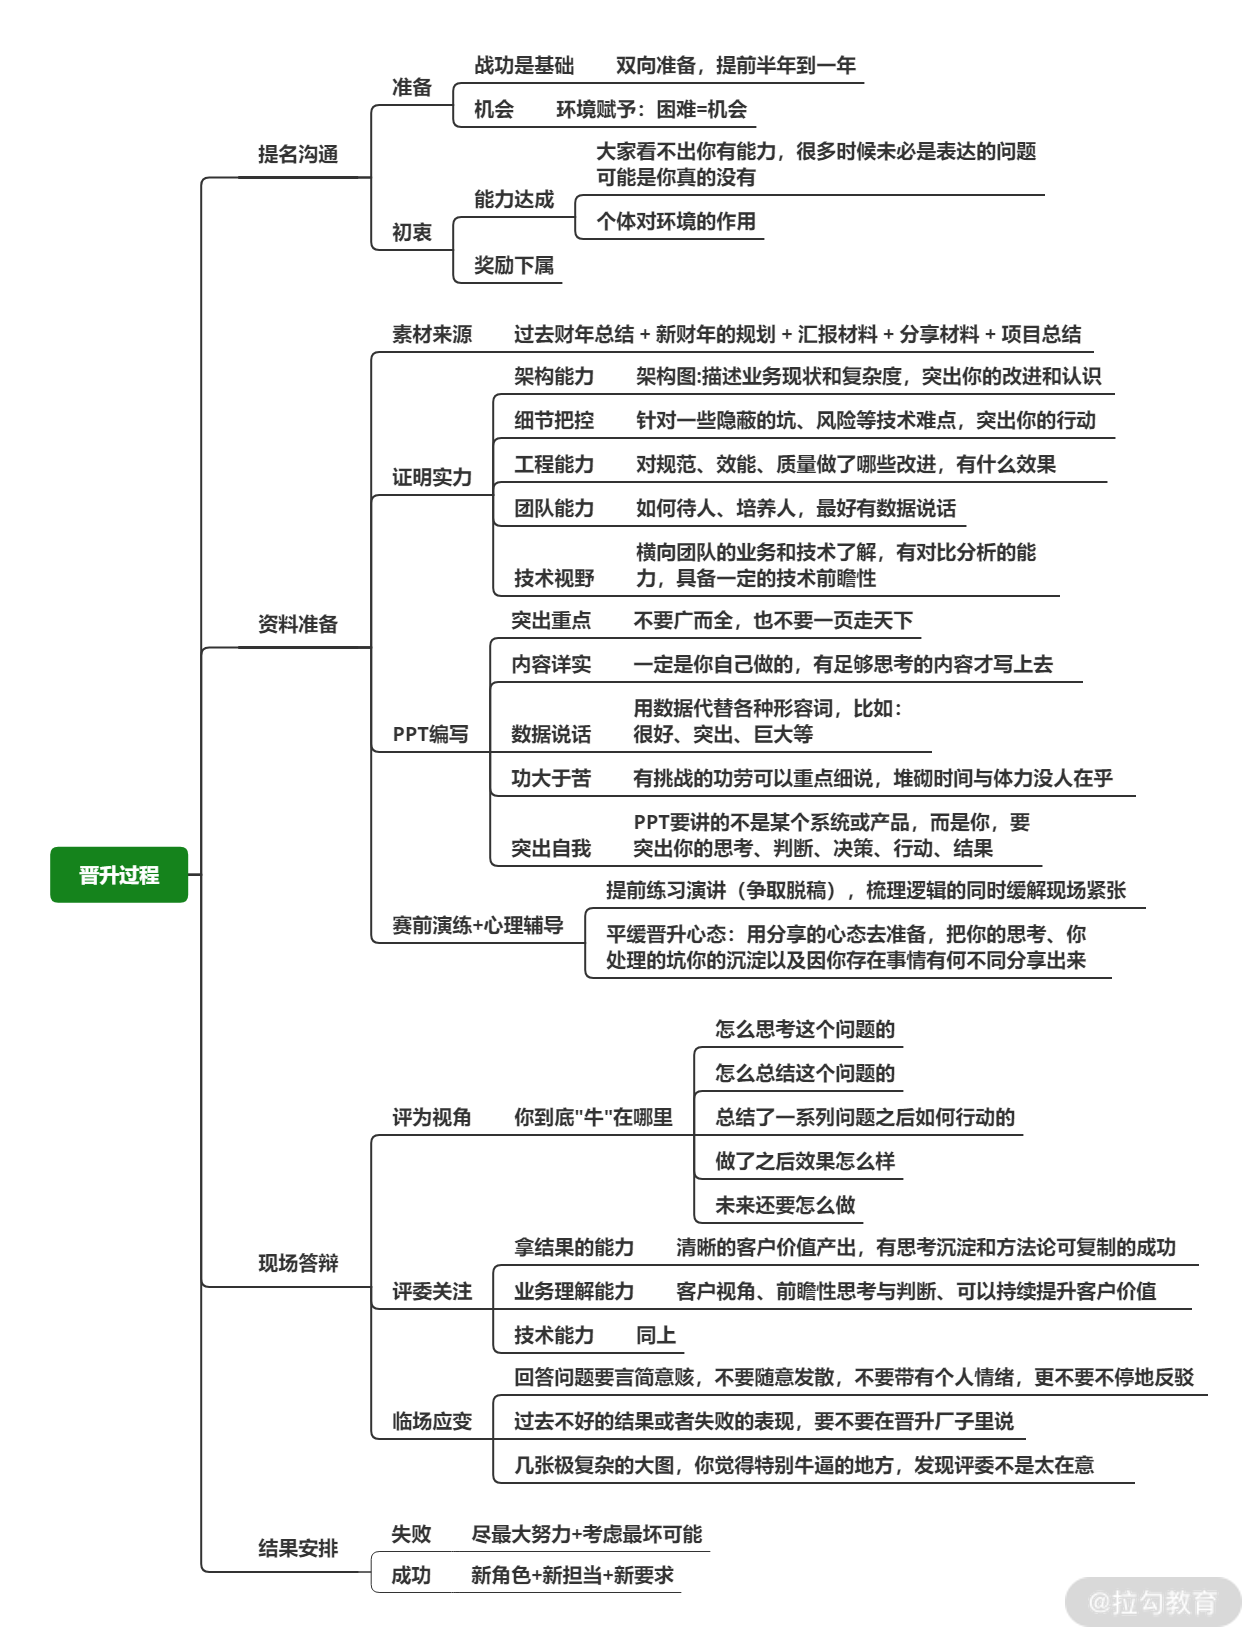 晋升过程
提名沟通
准备
战功是基础
双向准备，提前半年到一年
机会
环境赋予：困难=机会
初衷
能力达成
大家看不出你有能力，很多时候未必是表达的问题
可能是你真的没有
个体对环境的作用
奖励下属
资料准备
素材来源
过去财年总结 + 新财年的规划 + 汇报材料 + 分享材料 + 项目总结
证明实力
架构能力
架构图:描述业务现状和复杂度，突出你的改进和认识
细节把控
针对一些隐蔽的坑、风险等技术难点，突出你的行动
工程能力
对规范、效能、质量做了哪些改进，有什么效果
团队能力
如何待人、培养人，最好有数据说话
技术视野
横向团队的业务和技术了解，有对比分析的能
力，具备一定的技术前瞻性
PPT编写
突出重点
不要广而全，也不要一页走天下
内容详实
一定是你自己做的，有足够思考的内容才写上去
数据说话
用数据代替各种形容词，比如：
很好、突出、巨大等
功大于苦
有挑战的功劳可以重点细说，堆砌时间与体力没人在乎
突出自我
PPT要讲的不是某个系统或产品，而是你，要
突出你的思考、判断、决策、行动、结果
赛前演练+心理辅导
提前练习演讲（争取脱稿），梳理逻辑的同时缓解现场紧张
平缓晋升心态：用分享的心态去准备，把你的思考、你
处理的坑你的沉淀以及因你存在事情有何不同分享出来
现场答辩
评为视角
你到底"牛"在哪里
怎么思考这个问题的
怎么总结这个问题的
总结了一系列问题之后如何行动的
做了之后效果怎么样
未来还要怎么做
评委关注
拿结果的能力
清晰的客户价值产出，有思考沉淀和方法论可复制的成功
业务理解能力
客户视角、前瞻性思考与判断、可以持续提升客户价值
技术能力
同上
临场应变
回答问题要言简意赅，不要随意发散，不要带有个人情绪，更不要不停地反驳
过去不好的结果或者失败的表现，要不要在晋升厂子里说
几张极复杂的大图，你觉得特别牛逼的地方，发现评委不是太在意
结果安排
失败
尽最大努力+考虑最坏可能
成功
新角色+新担当+新要求
@拉勾教育